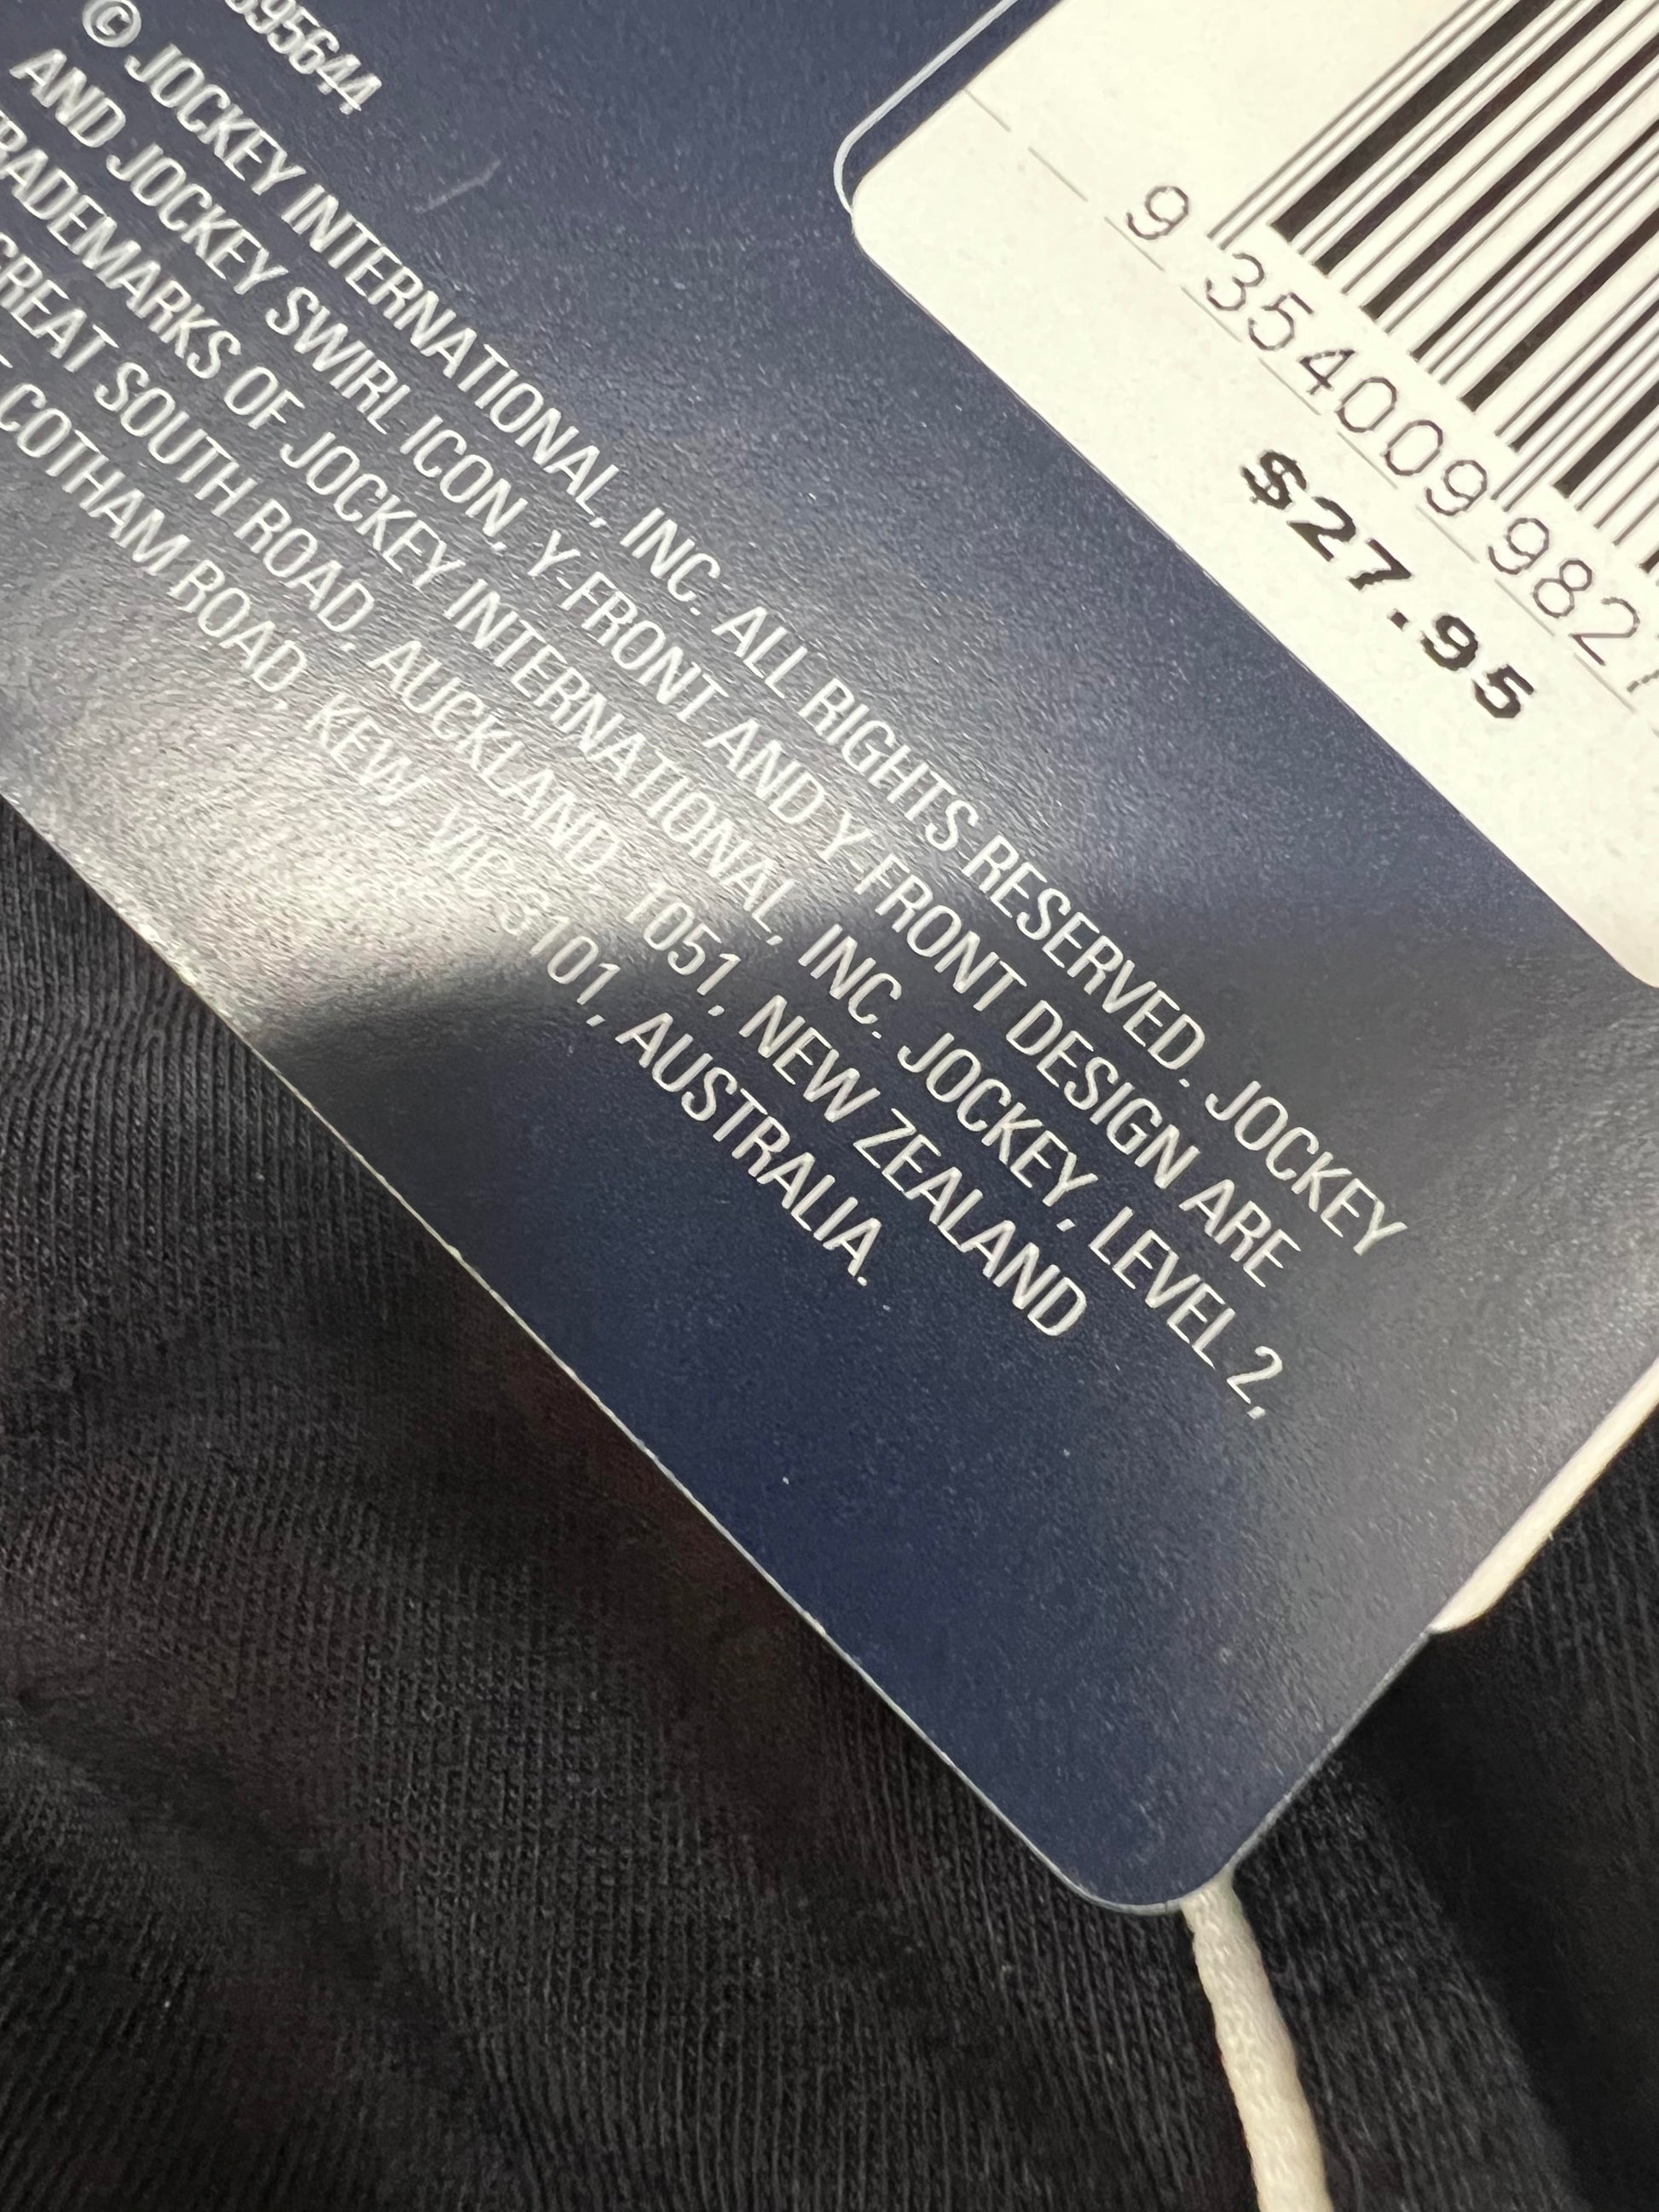 395644
© JOCKEY INTERNATIONAL, INC. ALL RIGHTS RESERVED. JOCKEY
AND JOCKEY SWIRL ICON, Y-FRONT AND Y-FRONT DESIGN ARE
TRADEMARKS OF JOCKEY INTERNATIONAL, INC. JOCKEY, LEVEL 2,
GREAT SOUTH ROAD, AUCKLAND, 1051, NEW ZEALAND
COTHAM ROAD, KEW, VIC 3101, AUSTRALIA.
9 354009 982
$27.95